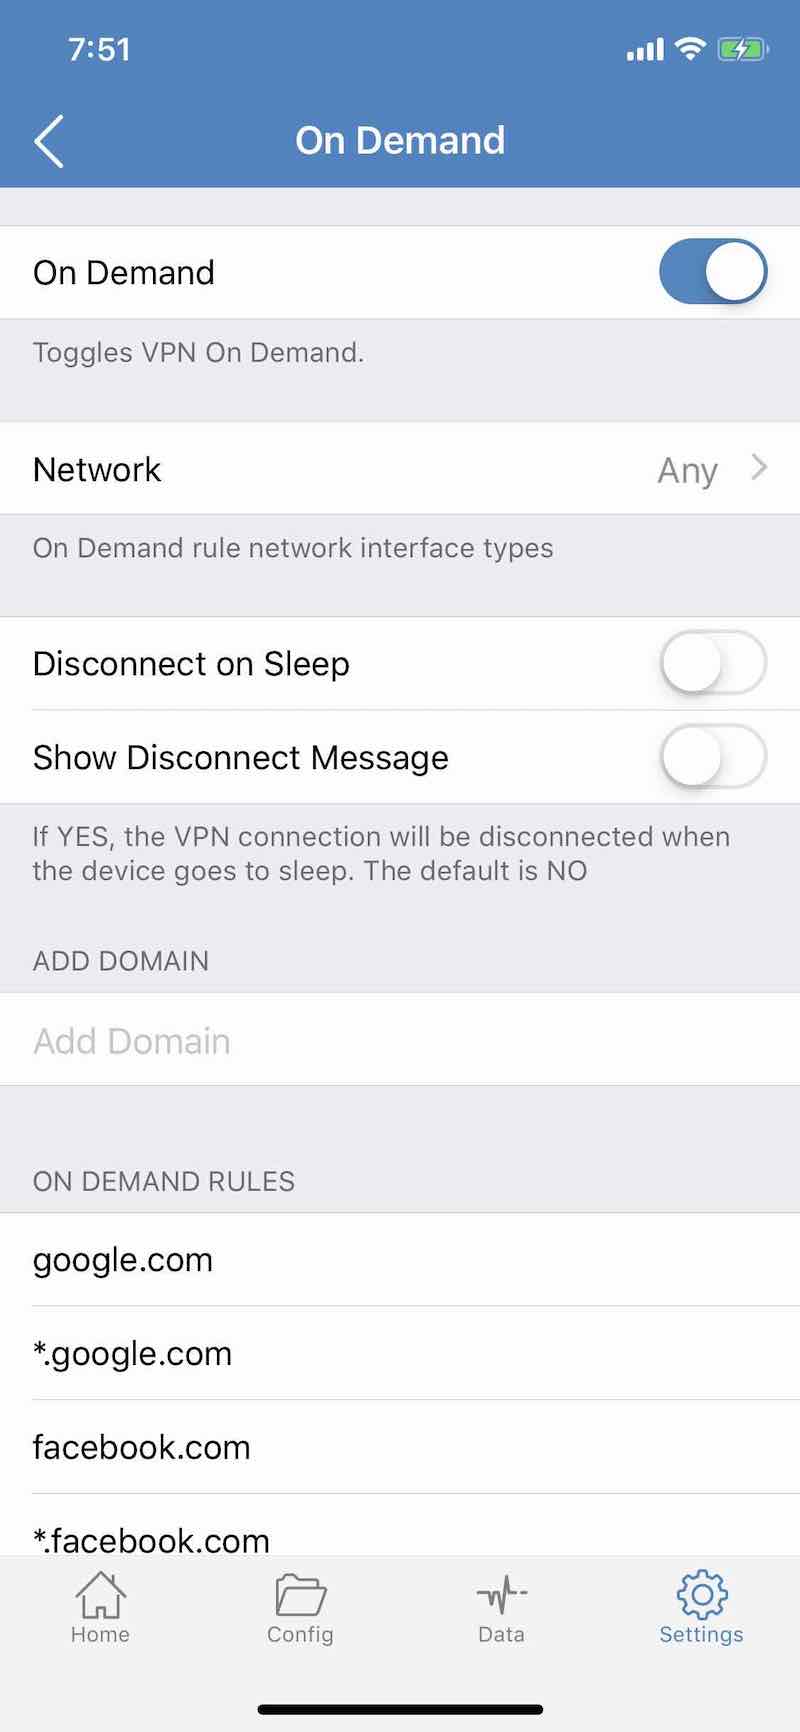 7:51
On Demand
On Demand
Toggles VPN On Demand.
Network Any
On Demand rule network interface types
Disconnect on Sleep
Show Disconnect Message
If YES, the VPN connection will be disconnected when
the device goes to sleep. The default is NO
ADD DOMAIN
Add Domain
ON DEMAND RULES
google.com
*.google.com
facebook.com
*.facebook.com
Home Config Data Settings